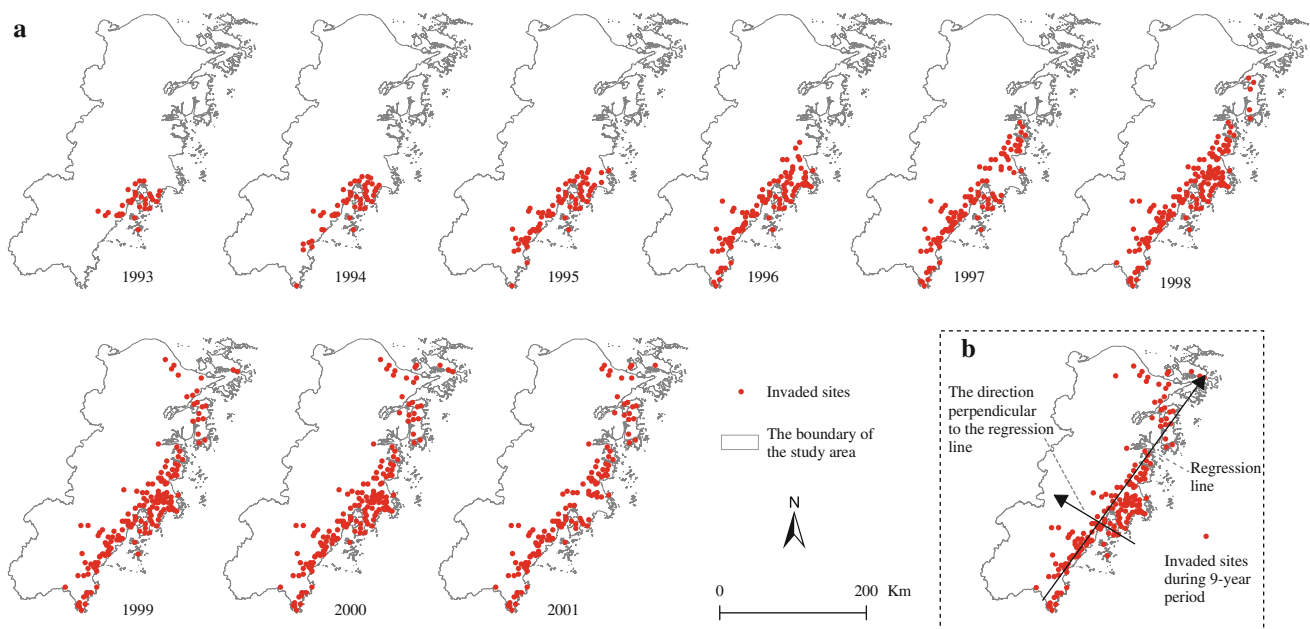 a
1993
1994
1995
1996
1997
1998
1999
2000
2001
Invaded sites
The boundary of
the study area
N
0
200 Km
b
The direction
perpendicular
to the regression
line
Regression
line
Invaded sites
during 9-year
period